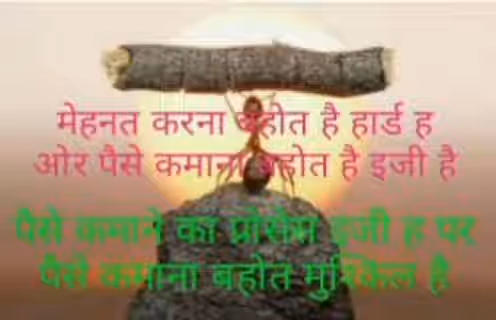 मेहनत करना बहोत है हार्ड ह
ओर पैसे कमाना बहोत है इजी है
पैसे कमाने का प्रोसेस इजी ह पर
पैसे कमाना बहोत मुश्किल है